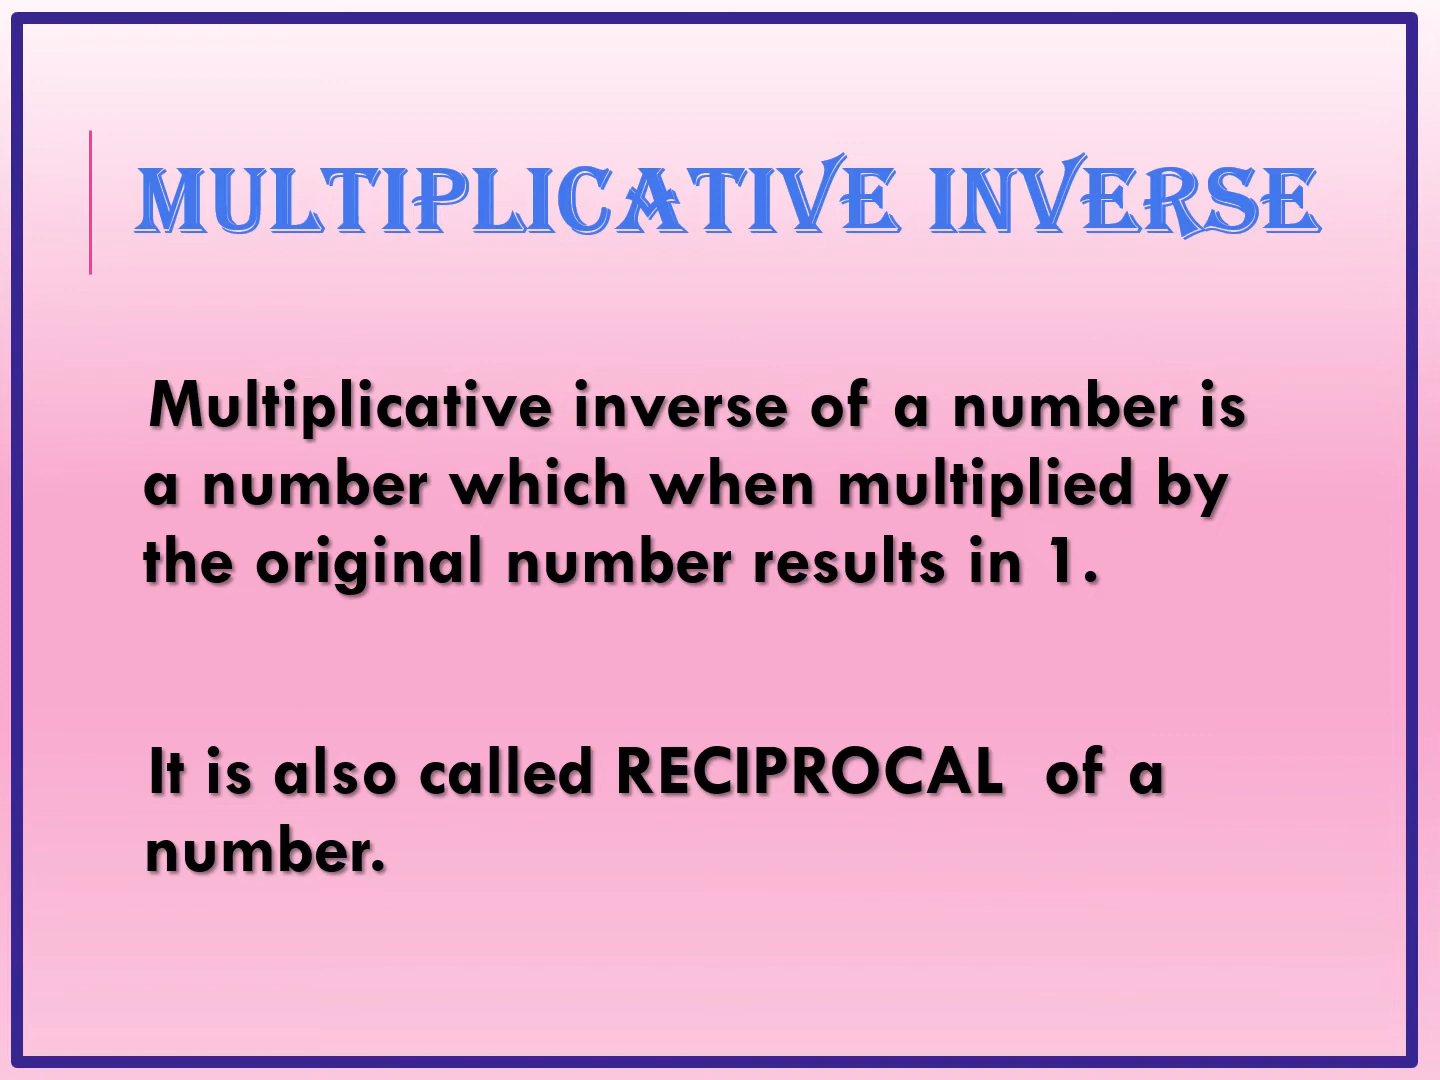 MULTIPLICATIVE INVERSE
Multiplicative inverse of a number is
a number which when multiplied by
the original number results in 1.
It is also called RECIPROCAL  of a
number.